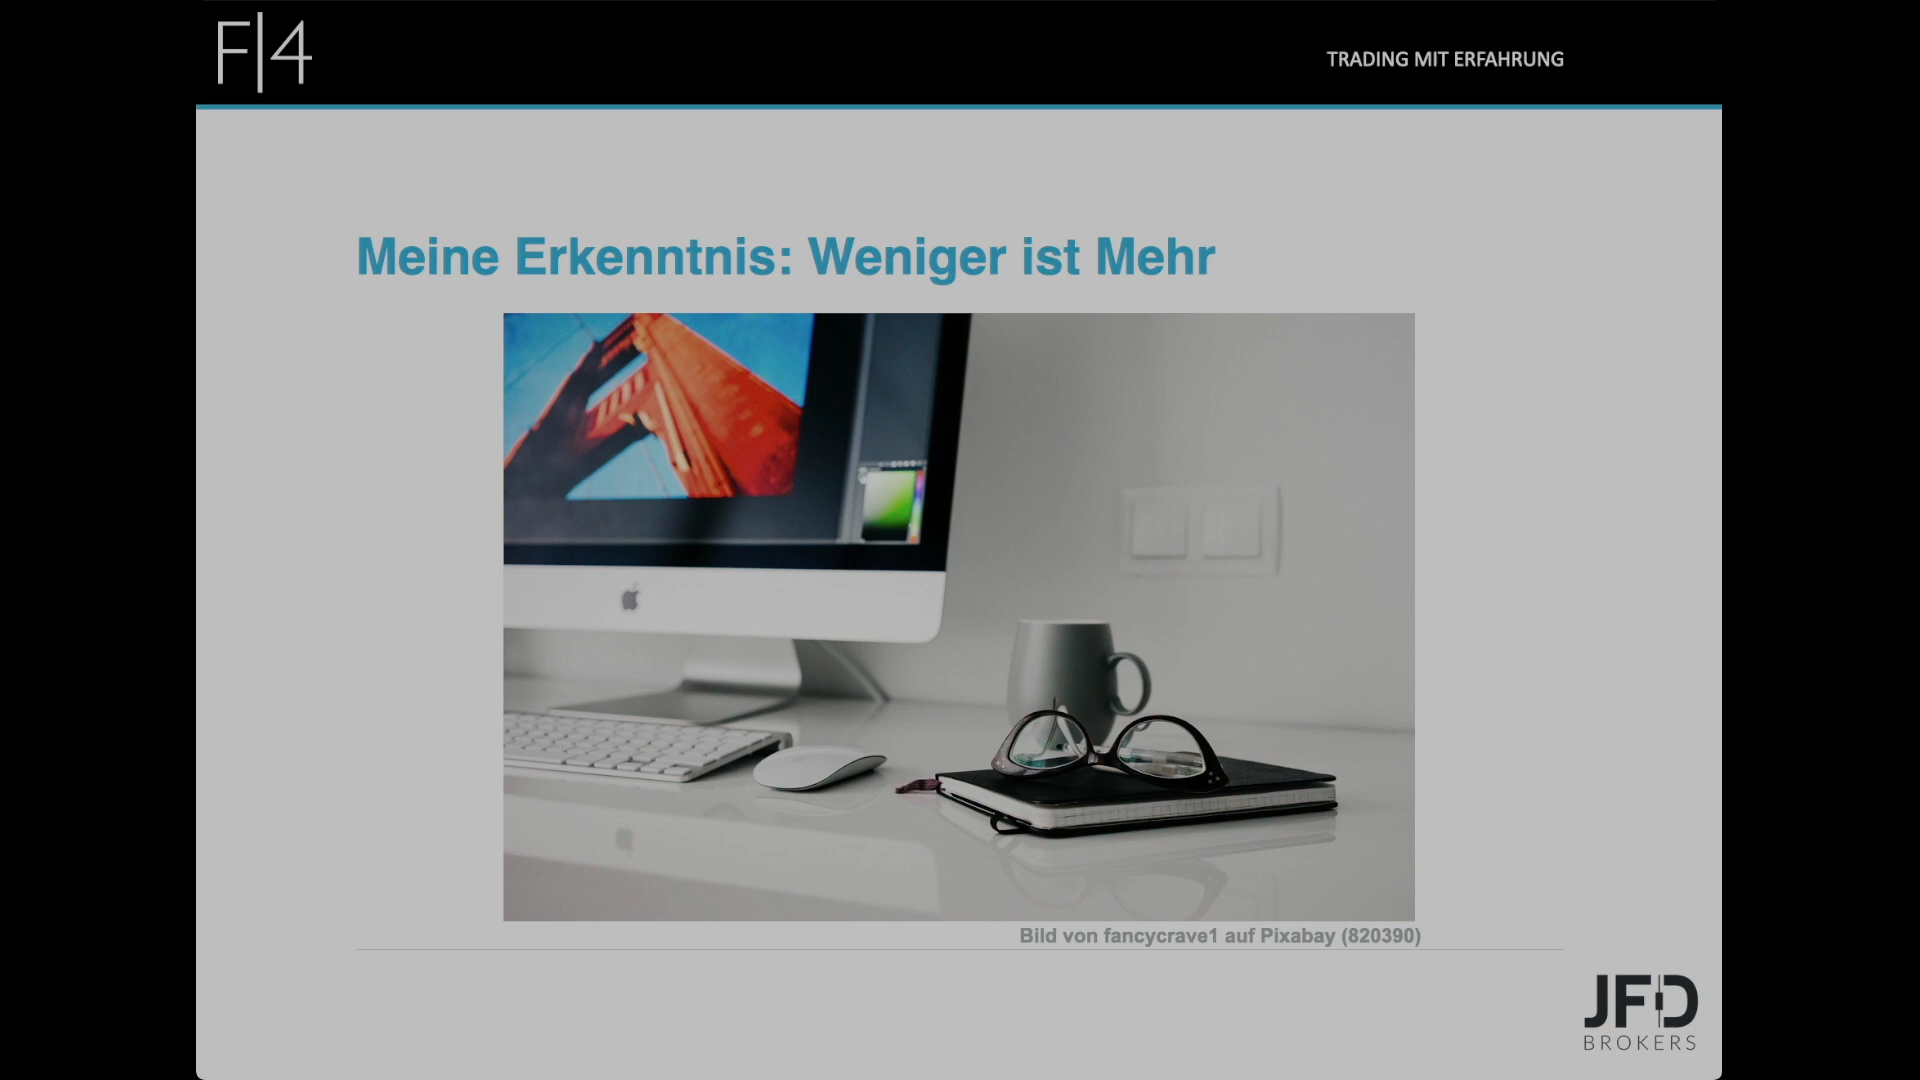 F|4
TRADING MIT ERFAHRUNG
Meine Erkenntnis: Weniger ist Mehr
Bild von fancycrave1 auf Pixabay (820390)
JFD
BROKERS